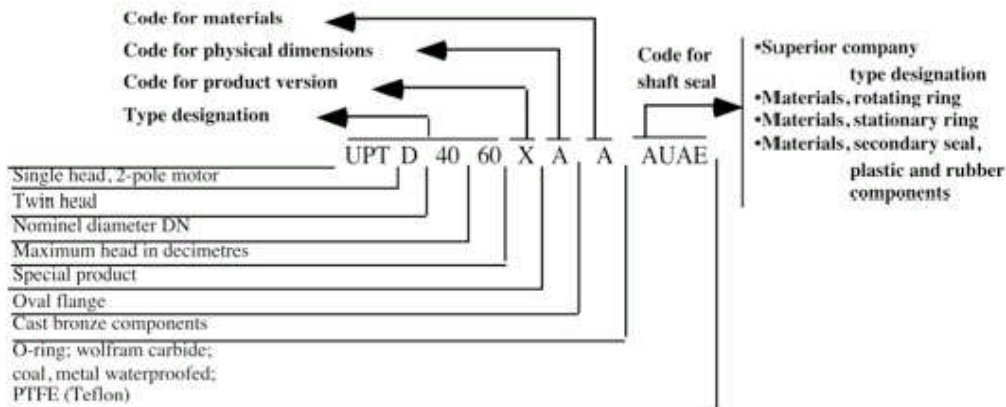 Code for materials
Code for physical dimensions
Code for product version
Type designation
Code for
shaft seal
•Superior company
type designation
•Materials, rotating ring
•Materials, stationary ring
•Materials, secondary seal,
plastic and rubber
components
UPT D 40 60 X A A AUAE
Single head, 2-pole motor
Twin head
Nominel diameter DN
Maximum head in decimetres
Special product
Oval flange
Cast bronze components
O-ring; wolfram carbide;
coal, metal waterproofed;
PTFE (Teflon)